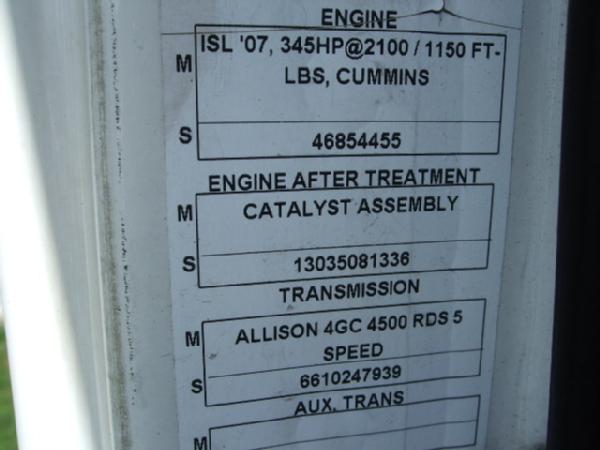 ENGINE
M
ISL '07, 345HP@2100 / 1150 FT-
LBS, CUMMINS
S
46854455
ENGINE AFTER TREATMENT
M
CATALYST ASSEMBLY
S
13035081336
TRANSMISSION
M
ALLISON 4GC 4500 RDS 5
SPEED
S
6610247939
AUX. TRANS
M